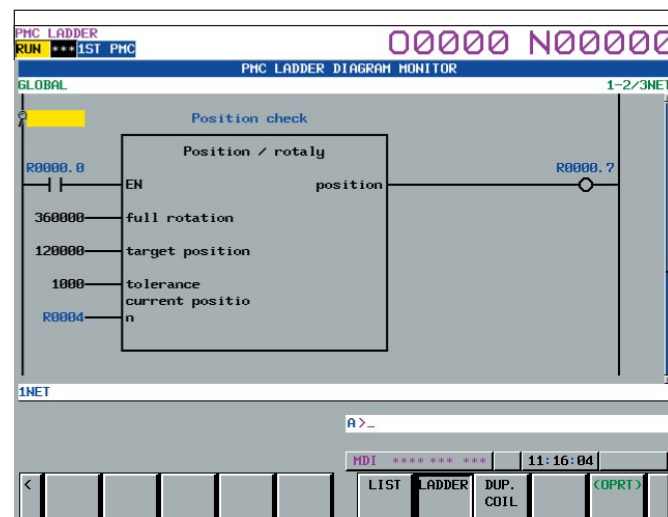 PMC LADDER
RUN *** 1ST PMC
O0000 N00000
PMC LADDER DIAGRAM MONITOR
GLOBAL 1-2/3NET
Position check
Position / rotaly
R0000.0 R0000.7
EN position
360000 full rotation
120000 target position
1000 tolerance
current positio
R0004 n
1NET
A>_
MDI **** *** *** 11:16:04
< LIST LADDER DUP. (OPRT)
COIL